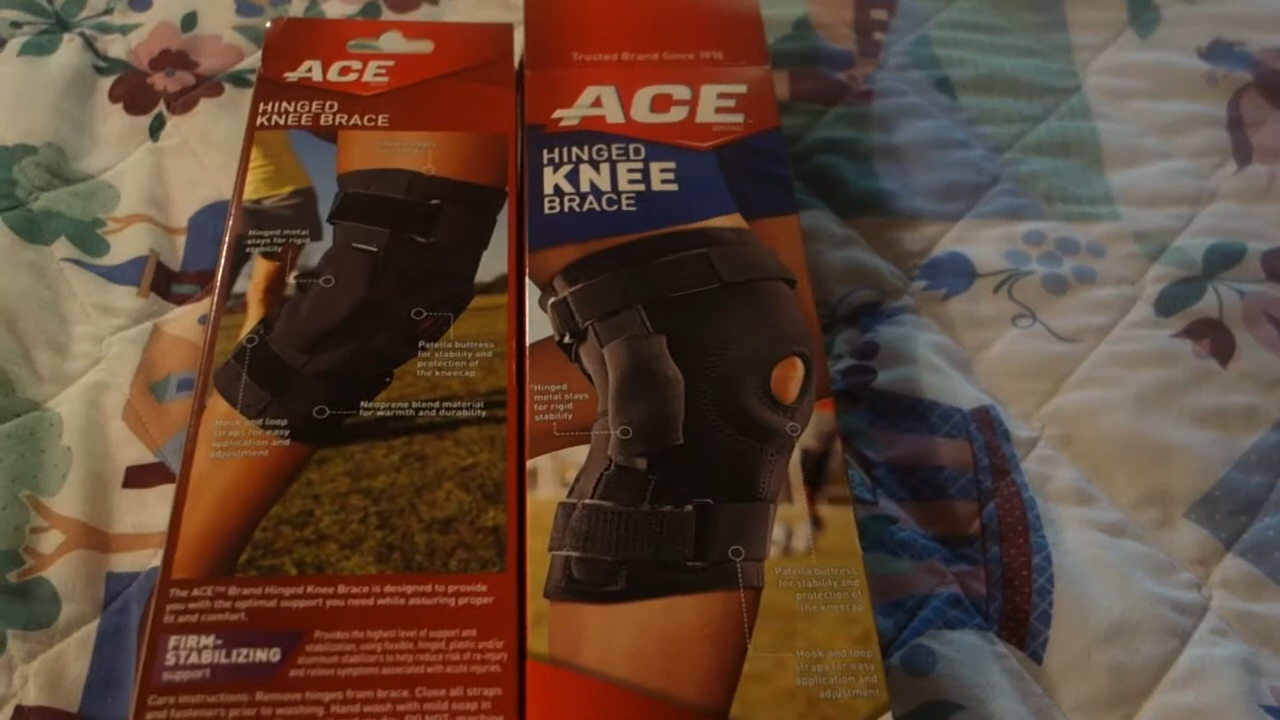 ACE
HINGED
KNEE BRACE
Hinged metal
stays for rigid
stability
Patella buttress
for stability and
protection of
the kneecap
Neoprene blend material
for warmth and durability
Hook and loop
straps for easy
application and
adjustment
The ACE™ Brand Hinged Knee Brace is designed to provide
you with the optimal support you need while assuring proper
fit and comfort.
FIRM-
STABILIZING
support
Provides the highest level of support and
stabilization, using flexible, hinged, plastic and/or
aluminum stabilizers to help reduce risk of re-injury
and relieve symptoms associated with acute injuries.
Care instructions: Remove hinges from brace. Close all straps
and fasteners prior to washing. Hand wash with mild soap in
DO NOT machine
Trusted Brand Since 1918
ACE
BRAND
HINGED
KNEE
BRACE
Hinged
metal stays
for rigid
stability
Patella buttress
for stability and
protection of
the kneecap
Hook and loop
straps for easy
application and
adjustment